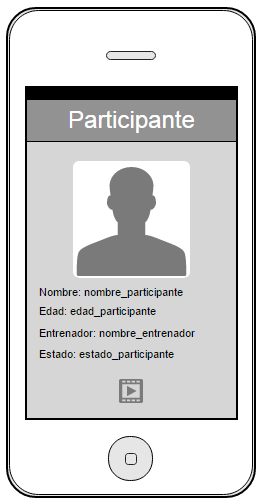 Participante
Nombre: nombre_participante
Edad: edad_participante
Entrenador: nombre_entrenador
Estado: estado_participante